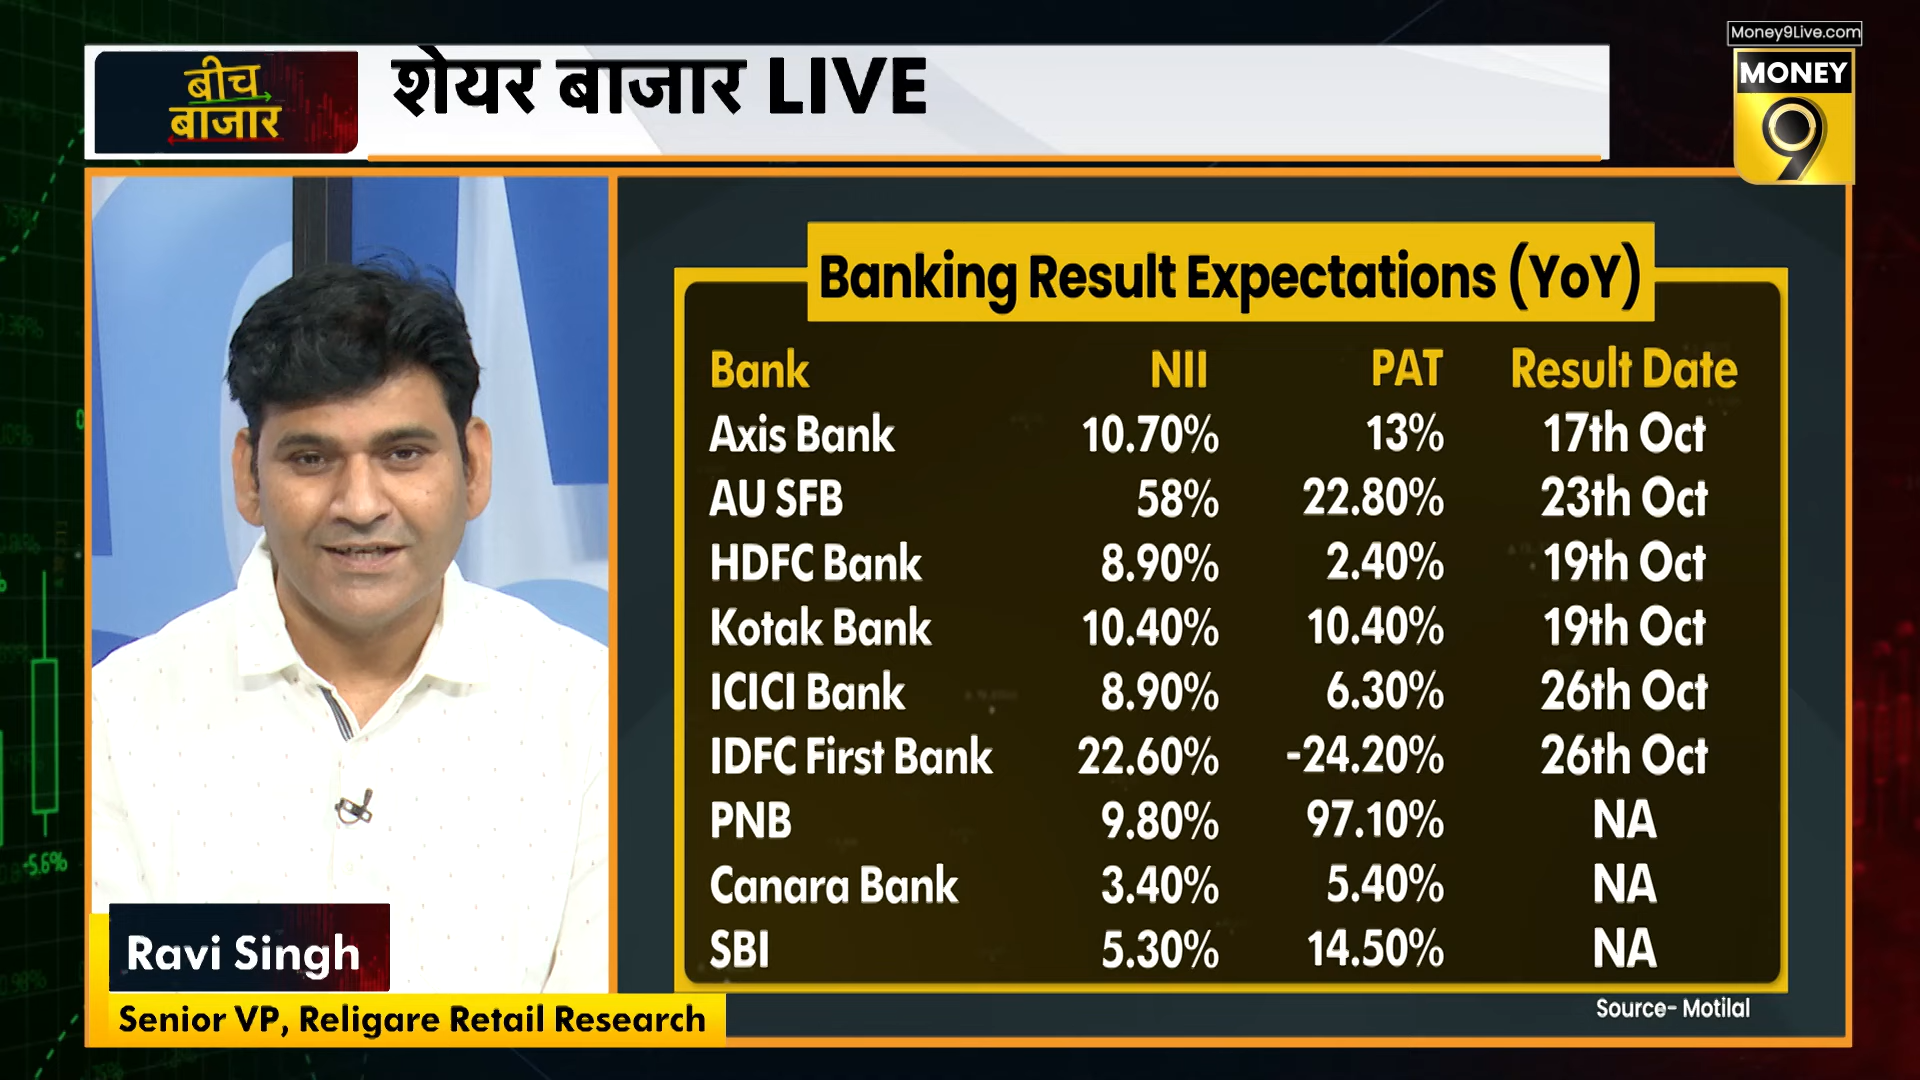 Money9Live.com
MONEY
9
बीच
बाजार
शेयर बाजार LIVE
Banking Result Expectations (YoY)
Bank NII PAT Result Date
Axis Bank 10.70% 13% 17th Oct
AU SFB 58% 22.80% 23th Oct
HDFC Bank 8.90% 2.40% 19th Oct
Kotak Bank 10.40% 10.40% 19th Oct
ICICI Bank 8.90% 6.30% 26th Oct
IDFC First Bank 22.60% -24.20% 26th Oct
PNB 9.80% 97.10% NA
Canara Bank 3.40% 5.40% NA
SBI 5.30% 14.50% NA
Source- Motilal
-5.6%
Ravi Singh
Senior VP, Religare Retail Research